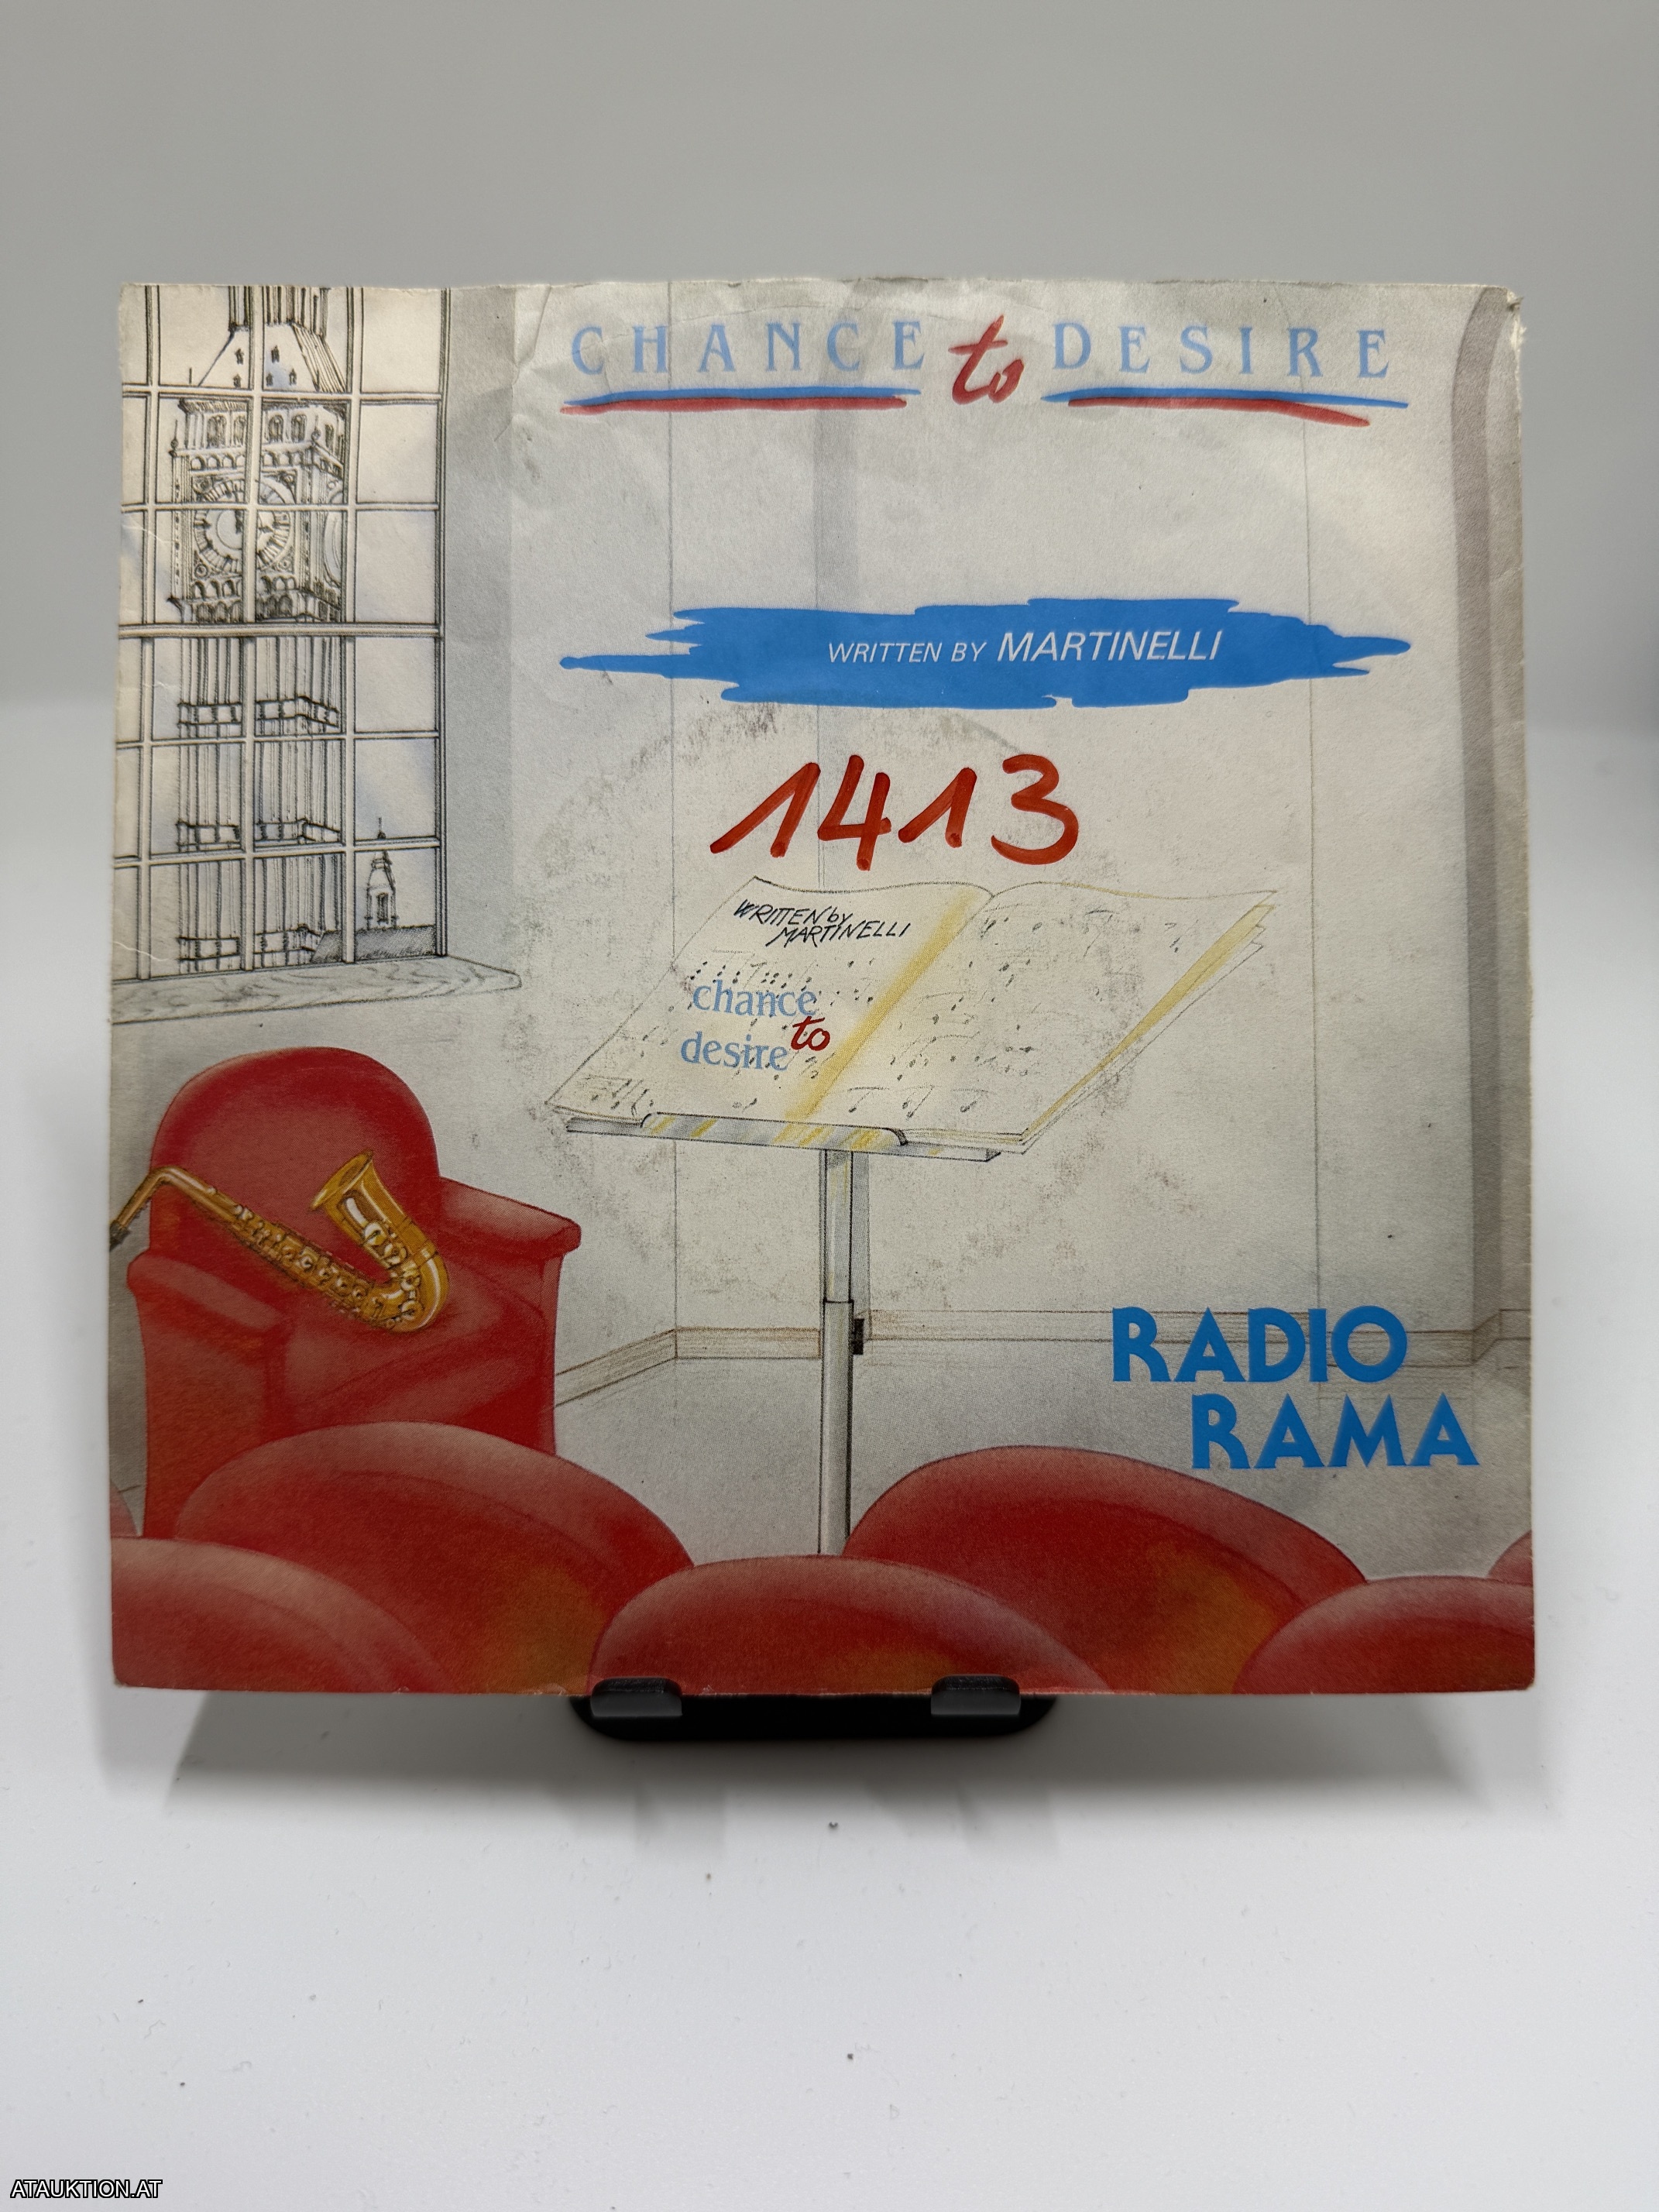 CHANCE to DESIRE
WRITTEN BY MARTINELLI
1413
WRITTEN by
MARTINELLI
chance
to
desire
RADIO
RAMA
ATAUKTION.AT